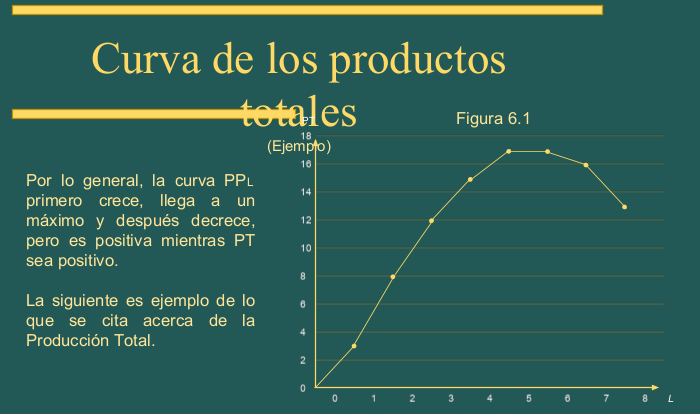 Curva de los productos
totales
(Ejemplo)
Por lo general, la curva PPL
primero crece, llega a un
máximo y después decrece,
pero es positiva mientras PT
sea positivo.
La siguiente es ejemplo de lo
que se cita acerca de la
Producción Total.
Figura 6.1
PT
18
16
14
12
10
8
6
4
2
0
0 1 2 3 4 5 6 7 8 L